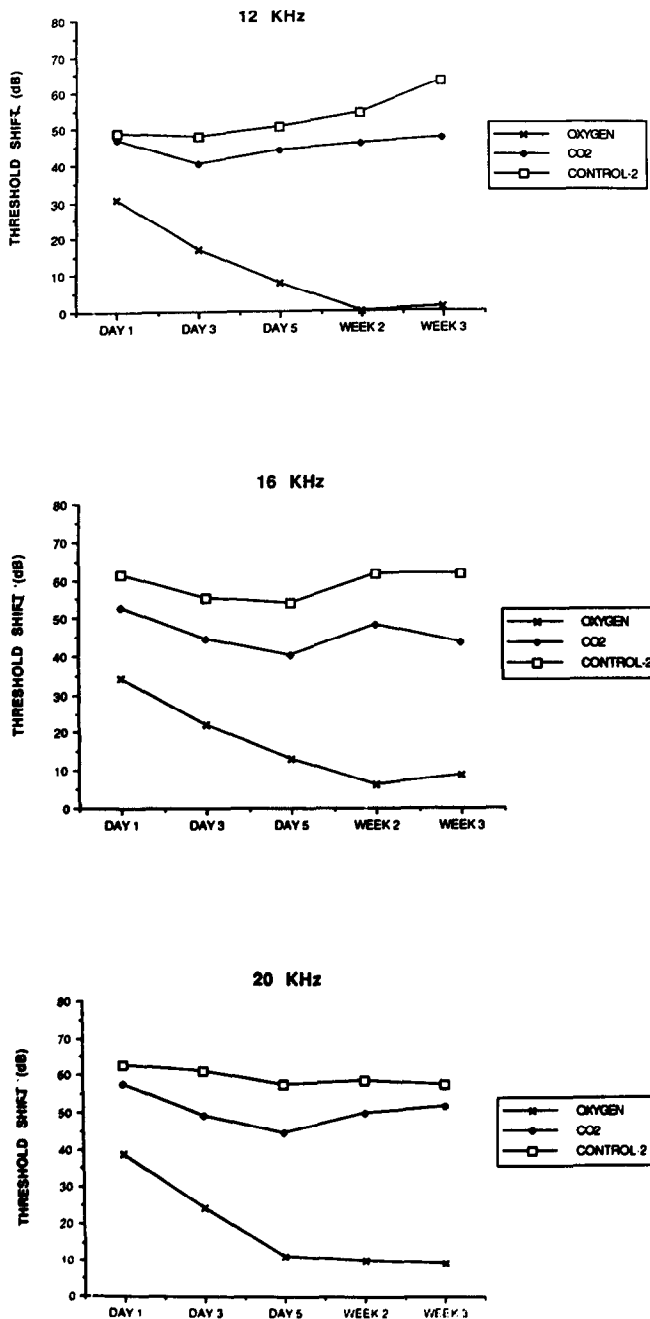 12 KHz
THRESHOLD SHIFT (dB)
80
70
60
50
40
30
20
10
0
DAY 1 DAY 3 DAY 5 WEEK 2 WEEK 3
OXYGEN
CO2
CONTROL-2
16 KHz
THRESHOLD SHIFT (dB)
80
70
60
50
40
30
20
10
0
DAY 1 DAY 3 DAY 5 WEEK 2 WEEK 3
OXYGEN
CO2
CONTROL-2
20 KHz
THRESHOLD SHIFT (dB)
80
70
60
50
40
30
20
10
0
DAY 1 DAY 3 DAY 5 WEEK 2 WEEK 3
OXYGEN
CO2
CONTROL-2